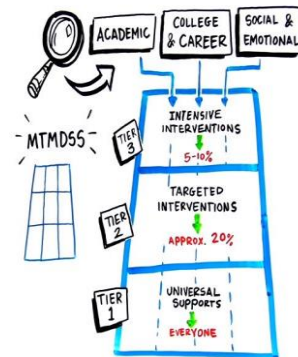 ACADEMIC
COLLEGE
& CAREER
SOCIAL &
EMOTIONAL
MTMDSS
TIER
3
INTENSIVE
INTERVENTIONS
5-10%
TIER
2
TARGETED
INTERVENTIONS
APPROX. 20%
TIER
1
UNIVERSAL
SUPPORTS
EVERYONE